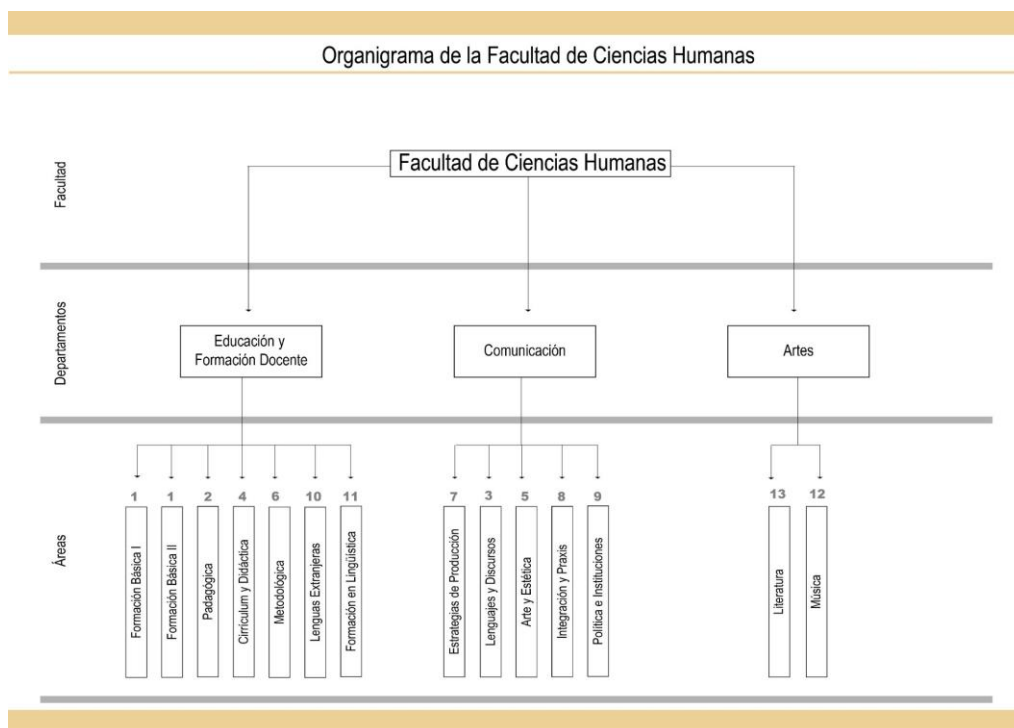 Organigrama de la Facultad de Ciencias Humanas
Facultad
Facultad de Ciencias Humanas
Departamentos
Educación y
Formación Docente
Comunicación
Artes
Áreas
1
1
2
4
6
10
11
7
3
5
8
9
13
12
Formación Básica I
Formación Básica II
Padagógica
Cirrículum y Didáctica
Metodológica
Lenguas Extranjeras
Formación en Lingüística
Estrategias de Producción
Lenguajes y Discursos
Arte y Estética
Integración y Praxis
Política e Instituciones
Literatura
Música